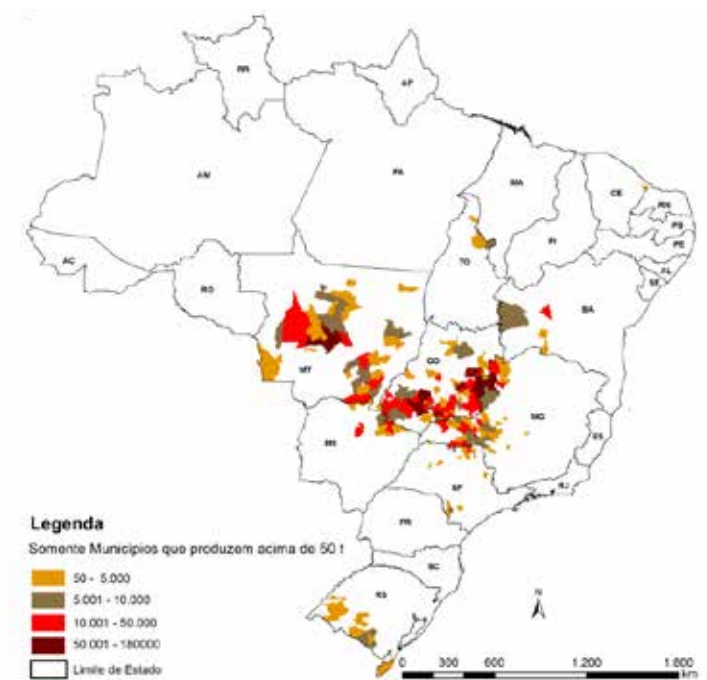 RR
AP
AM
PA
MA
CE
RN
PB
PE
AL
SE
PI
TO
AC
RO
BA
MT
GO
MG
ES
MS
SP
RJ
PR
SC
RS
Legenda
Somente Municípios que produzem acima de 50 t
50 - 5.000
5.001 - 10.000
10.001 - 50.000
50.001 - 180000
Limite de Estado
N
0 300 600 1.200 1.800
km